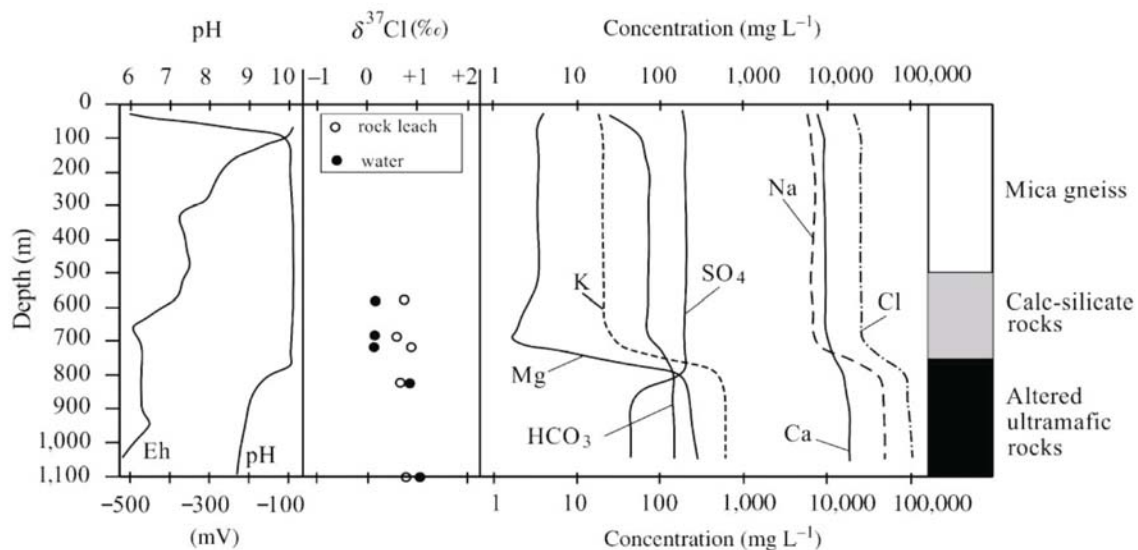 pH δ³⁷Cl (‰) Concentration (mg L⁻¹)
6 7 8 9 10 −1 0 +1 +2 1 10 100 1,000 10,000 100,000
0
100
200
300
400
500
600
700
800
900
1,000
1,100
Depth (m)
rock leach
water
Na
K
SO₄
Cl
Mg
HCO₃
Ca
Eh
pH
Mica gneiss
Calc-silicate
rocks
Altered
ultramafic
rocks
−500 −300 −100 1 10 100 1,000 10,000 100,000
(mV) Concentration (mg L⁻¹)